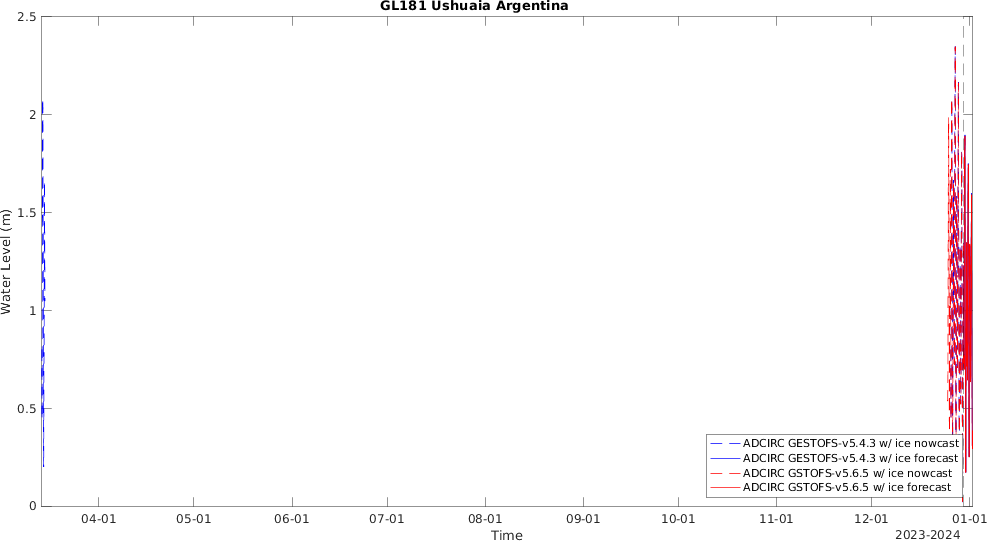 GL181 Ushuaia Argentina
2.5
2
1.5
1
0.5
0
Water Level (m)
04-01 05-01 06-01 07-01 08-01 09-01 10-01 11-01 12-01 01-01
Time
2023-2024
ADCIRC GESTOFS-v5.4.3 w/ ice nowcast
ADCIRC GESTOFS-v5.4.3 w/ ice forecast
ADCIRC GSTOFS-v5.6.5 w/ ice nowcast
ADCIRC GSTOFS-v5.6.5 w/ ice forecast